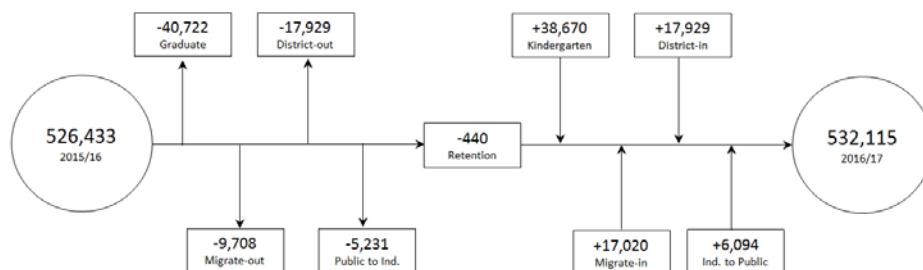 -40,722
Graduate
-17,929
District-out
+38,670
Kindergarten
+17,929
District-in
526,433
2015/16
-440
Retention
532,115
2016/17
-9,708
Migrate-out
-5,231
Public to Ind.
+17,020
Migrate-in
+6,094
Ind. to Public